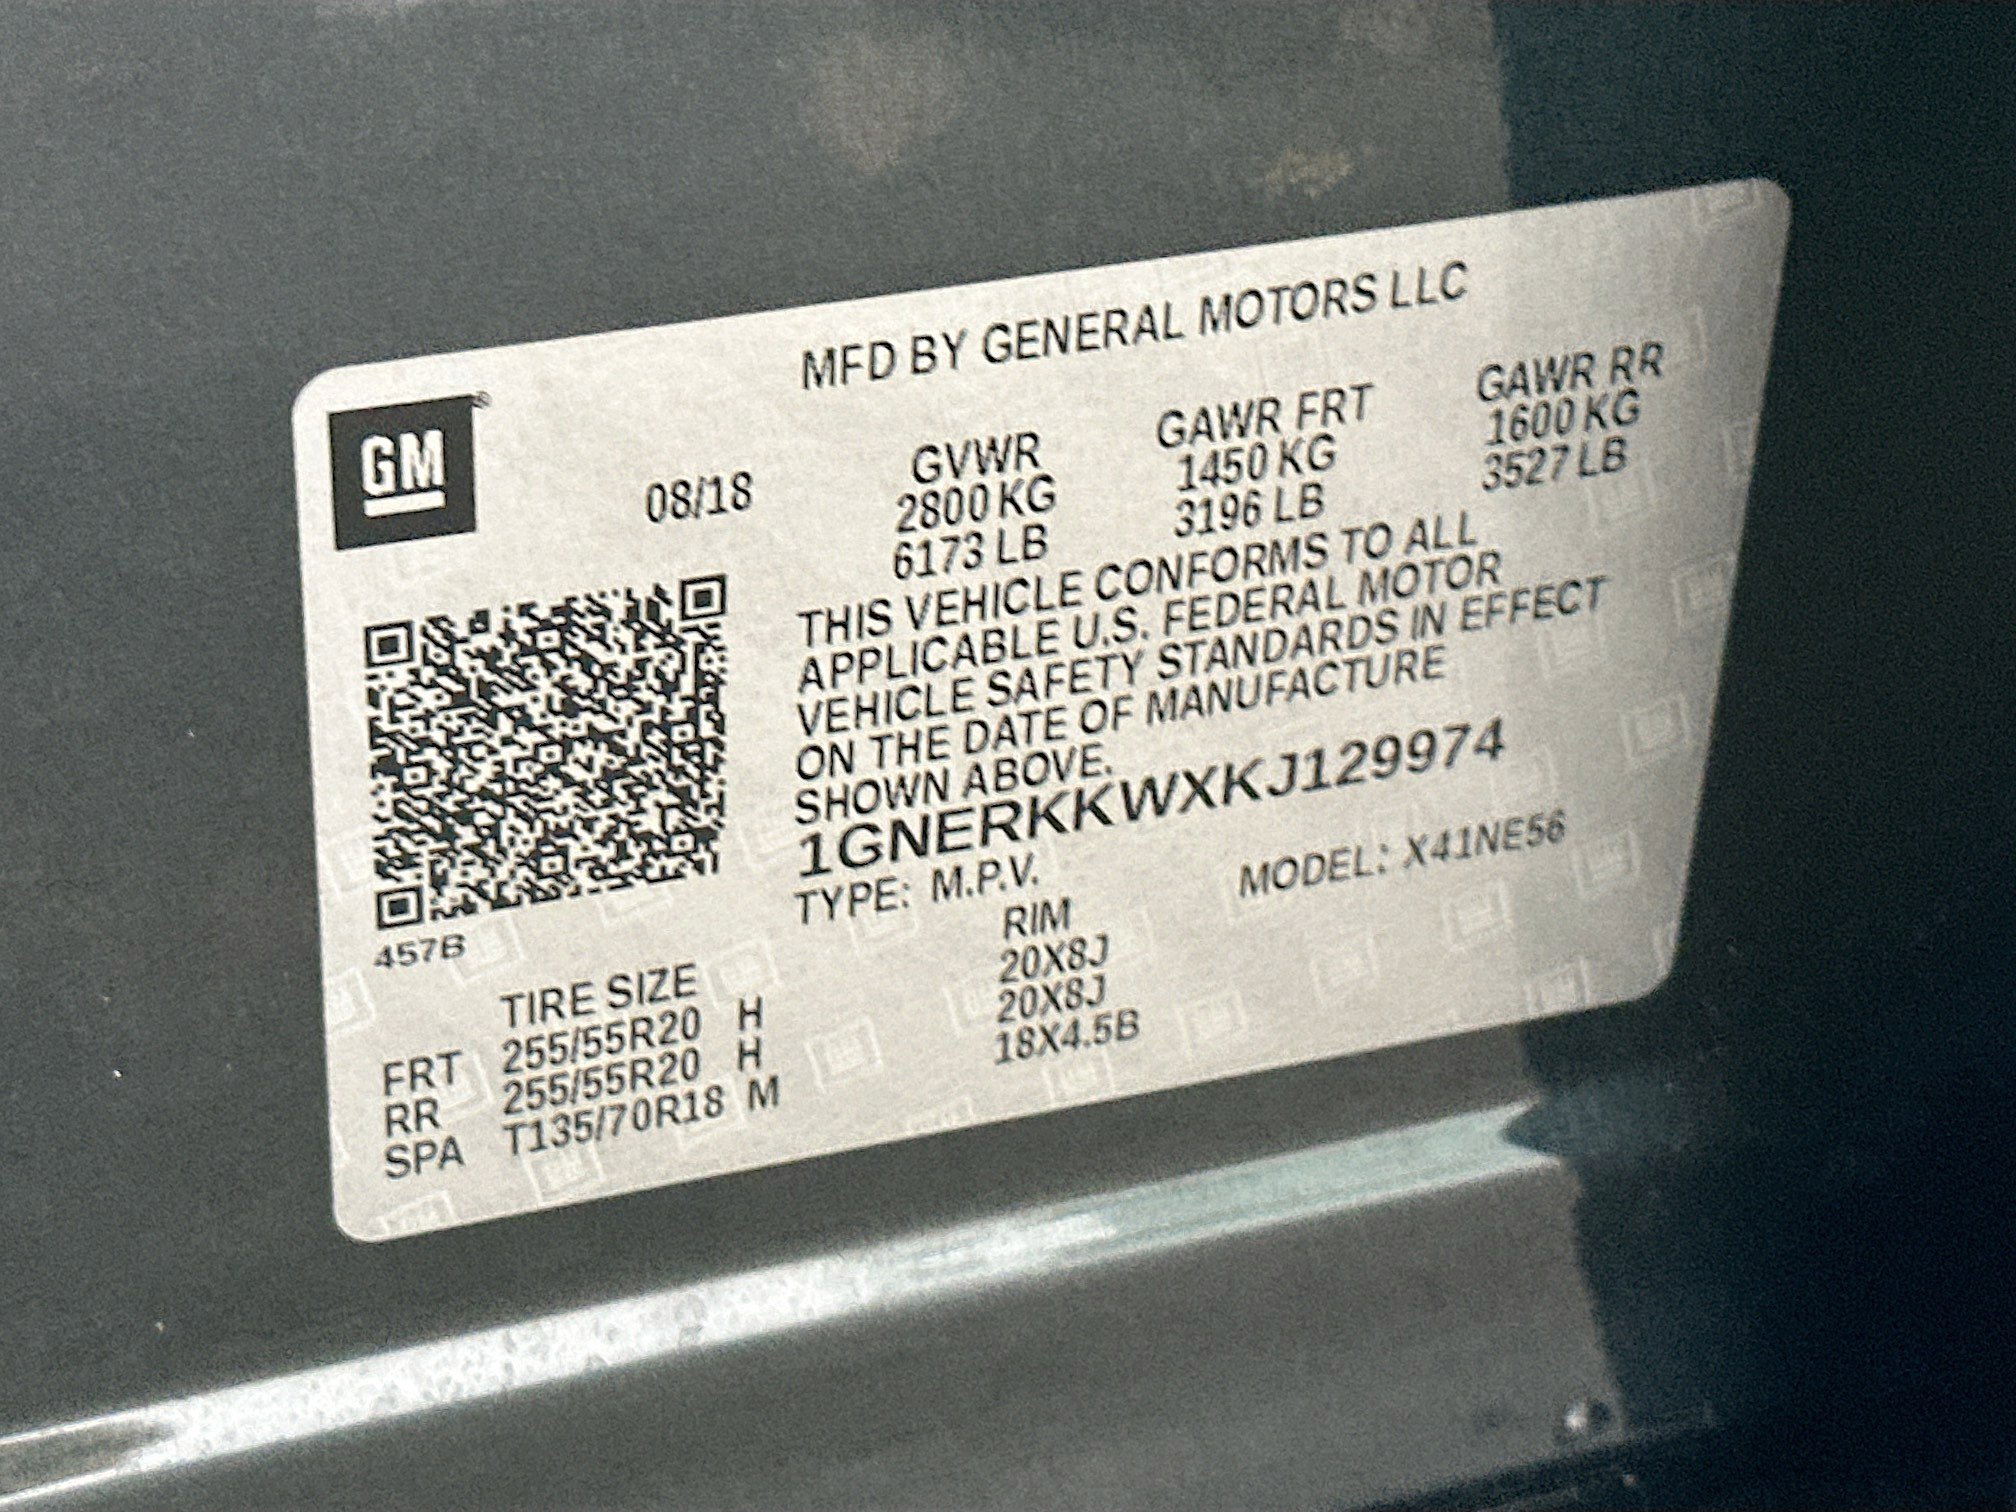 MFD BY GENERAL MOTORS LLC
GM®
08/18
GVWR GAWR FRT GAWR RR
2800 KG 1450 KG 1600 KG
6173 LB 3196 LB 3527 LB
THIS VEHICLE CONFORMS TO ALL
APPLICABLE U.S. FEDERAL MOTOR
VEHICLE SAFETY STANDARDS IN EFFECT
ON THE DATE OF MANUFACTURE
SHOWN ABOVE.
1GNERKKWXKJ129974
TYPE: M.P.V. MODEL: X41NE56
457B
TIRE SIZE RIM
FRT 255/55R20 H 20X8J
RR 255/55R20 H 20X8J
SPA T135/70R18 M 18X4.5B